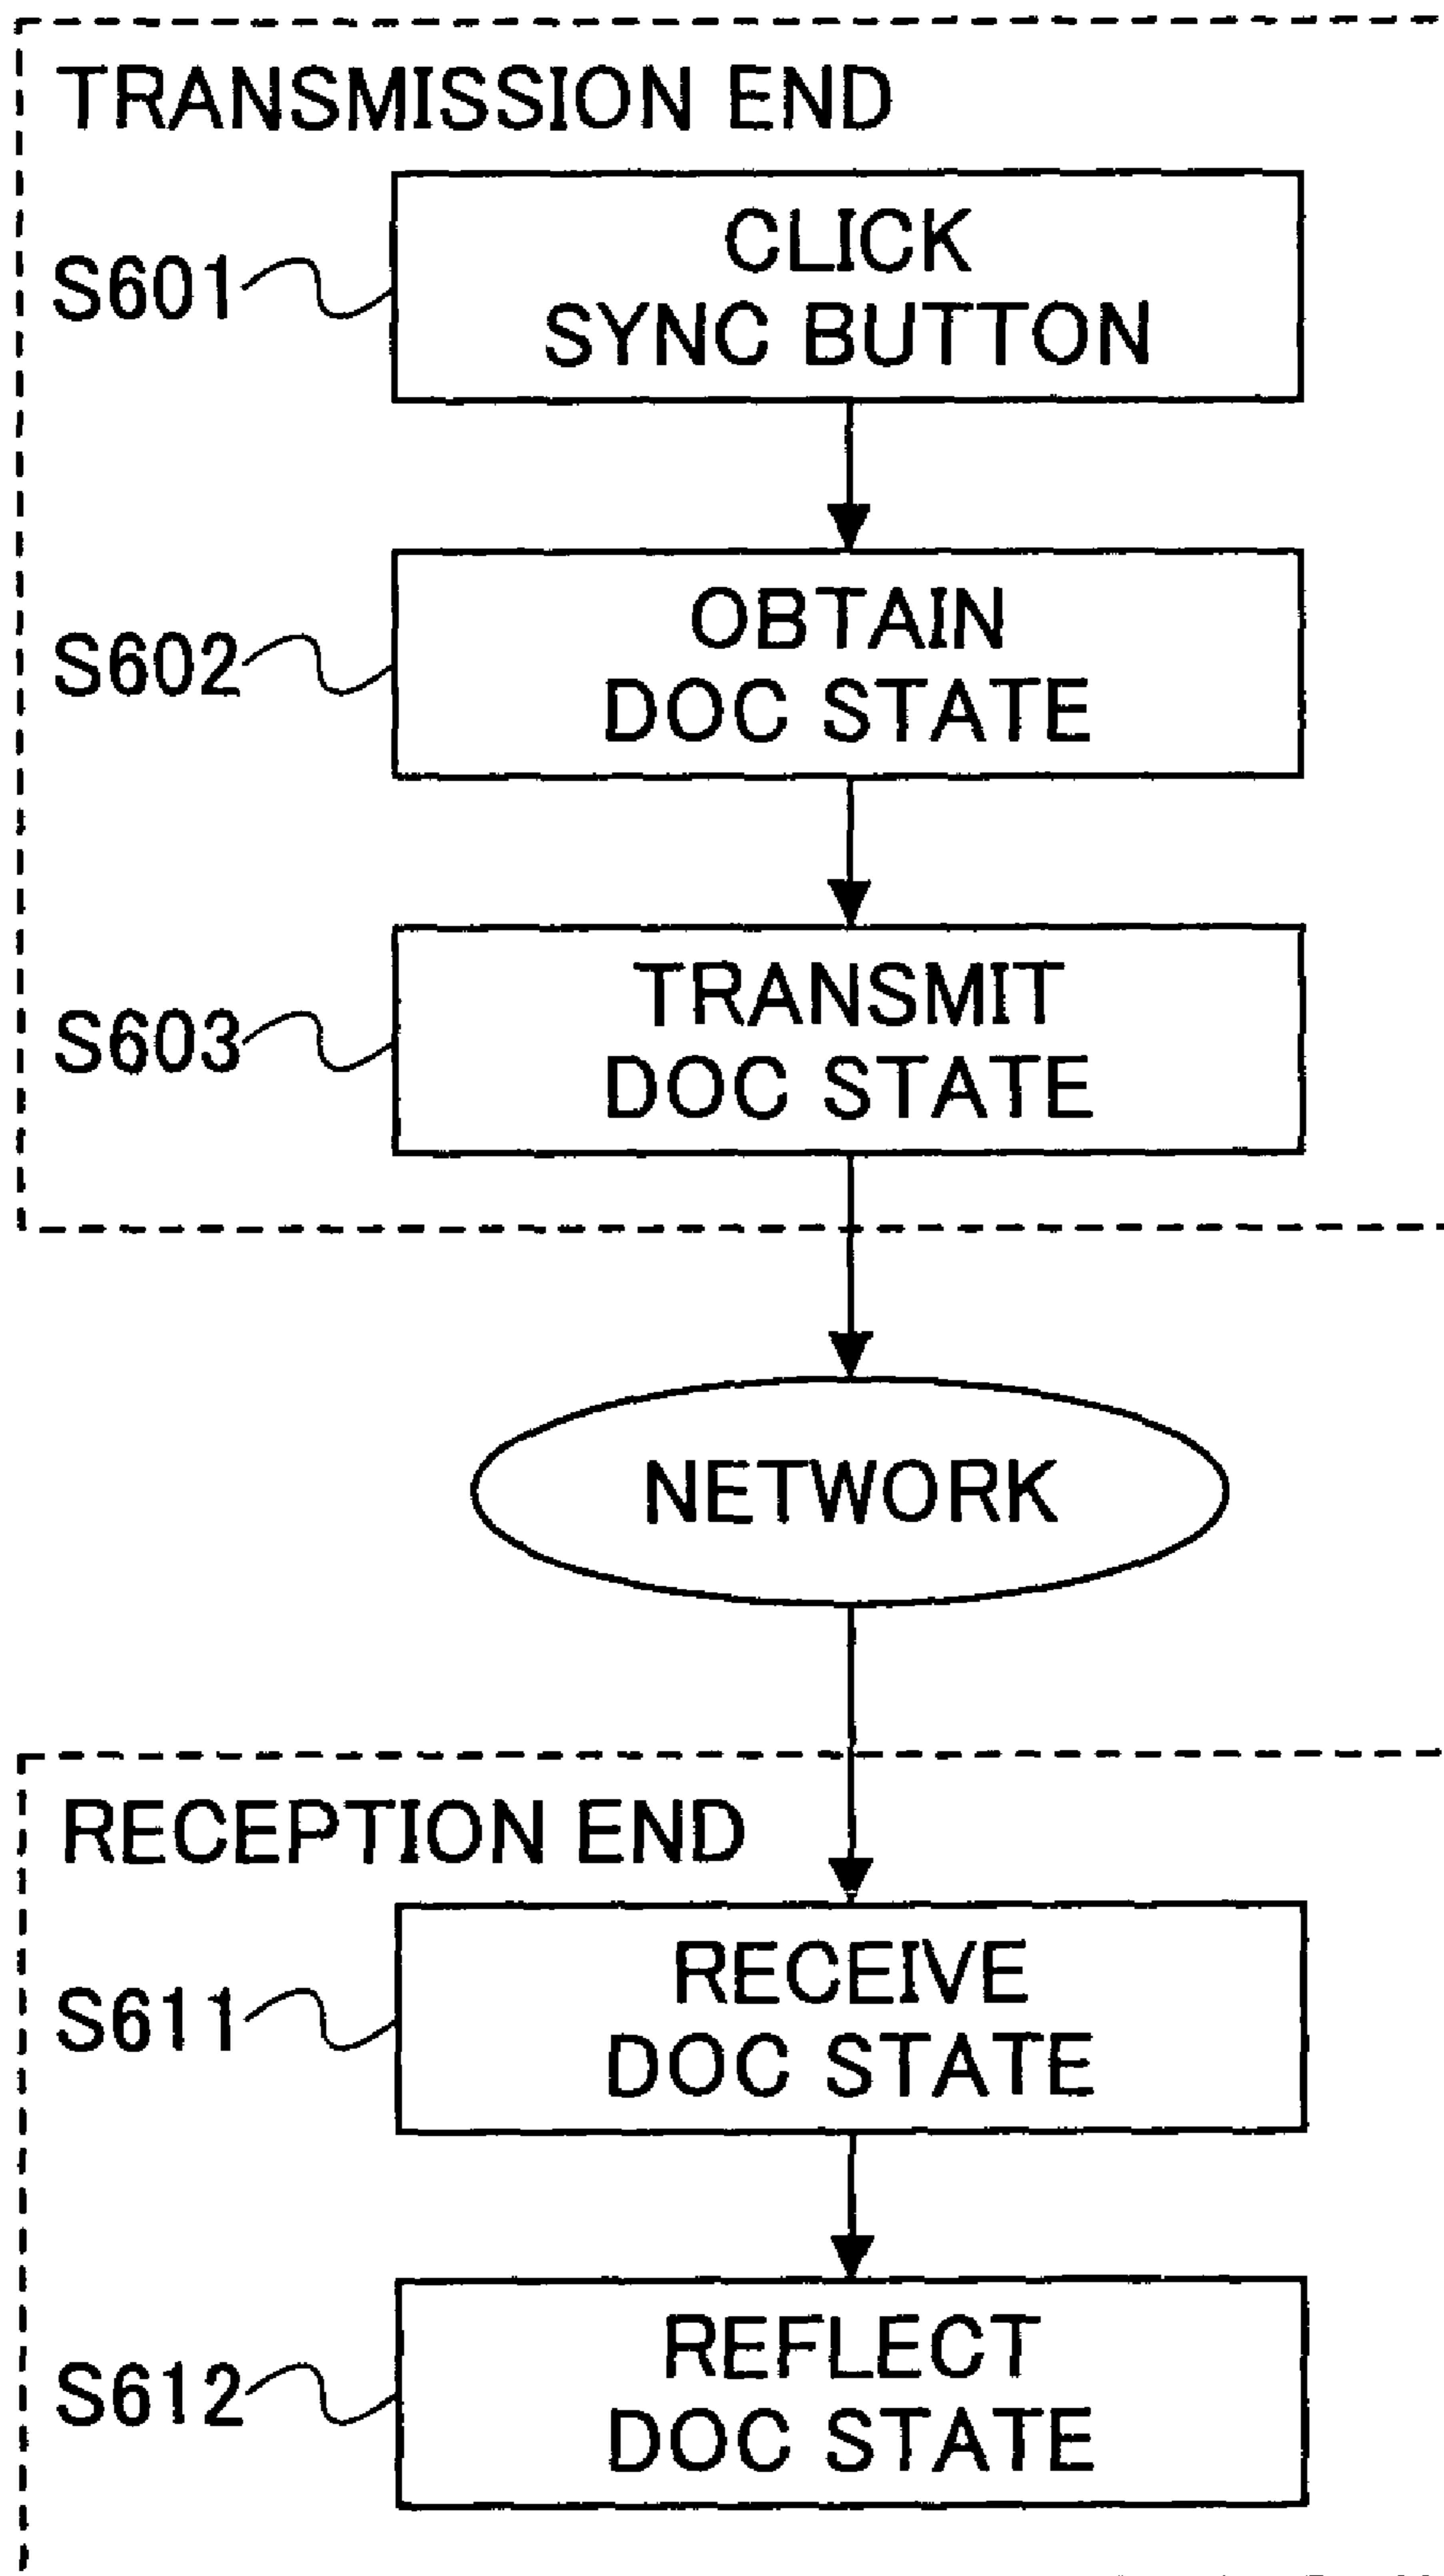 TRANSMISSION END
S601
CLICK
SYNC BUTTON
S602
OBTAIN
DOC STATE
S603
TRANSMIT
DOC STATE
NETWORK
RECEPTION END
S611
RECEIVE
DOC STATE
S612
REFLECT
DOC STATE